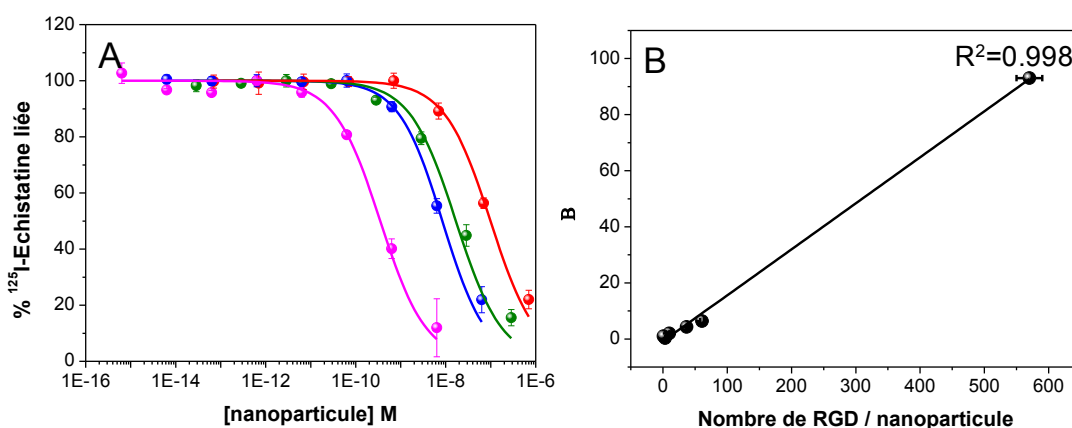 A
% ¹²⁵I-Echistatine liée
120
100
80
60
40
20
0
1E-16 1E-14 1E-12 1E-10 1E-8 1E-6
[nanoparticule] M
B
R²=0.998
B
100
80
60
40
20
0
0 100 200 300 400 500 600
Nombre de RGD / nanoparticule